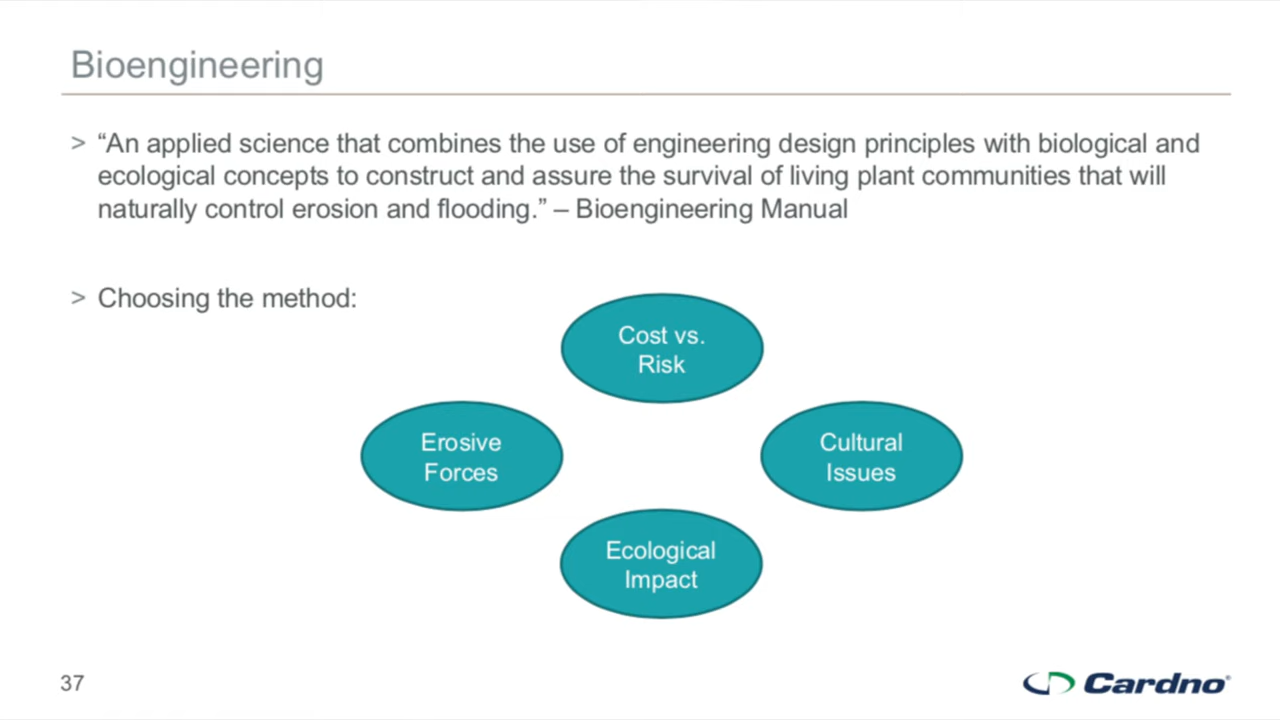 Bioengineering
> “An applied science that combines the use of engineering design principles with biological and
ecological concepts to construct and assure the survival of living plant communities that will
naturally control erosion and flooding.” – Bioengineering Manual
> Choosing the method:
Cost vs.
Risk
Erosive
Forces
Cultural
Issues
Ecological
Impact
37
Cardno®